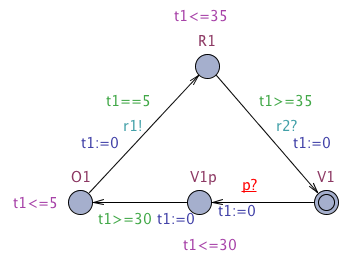 t1<=35
R1
t1==5
t1>=35
r1!
r2?
t1:=0
t1:=0
O1
V1p
p?
V1
t1<=5
t1>=30
t1:=0
t1:=0
t1<=30